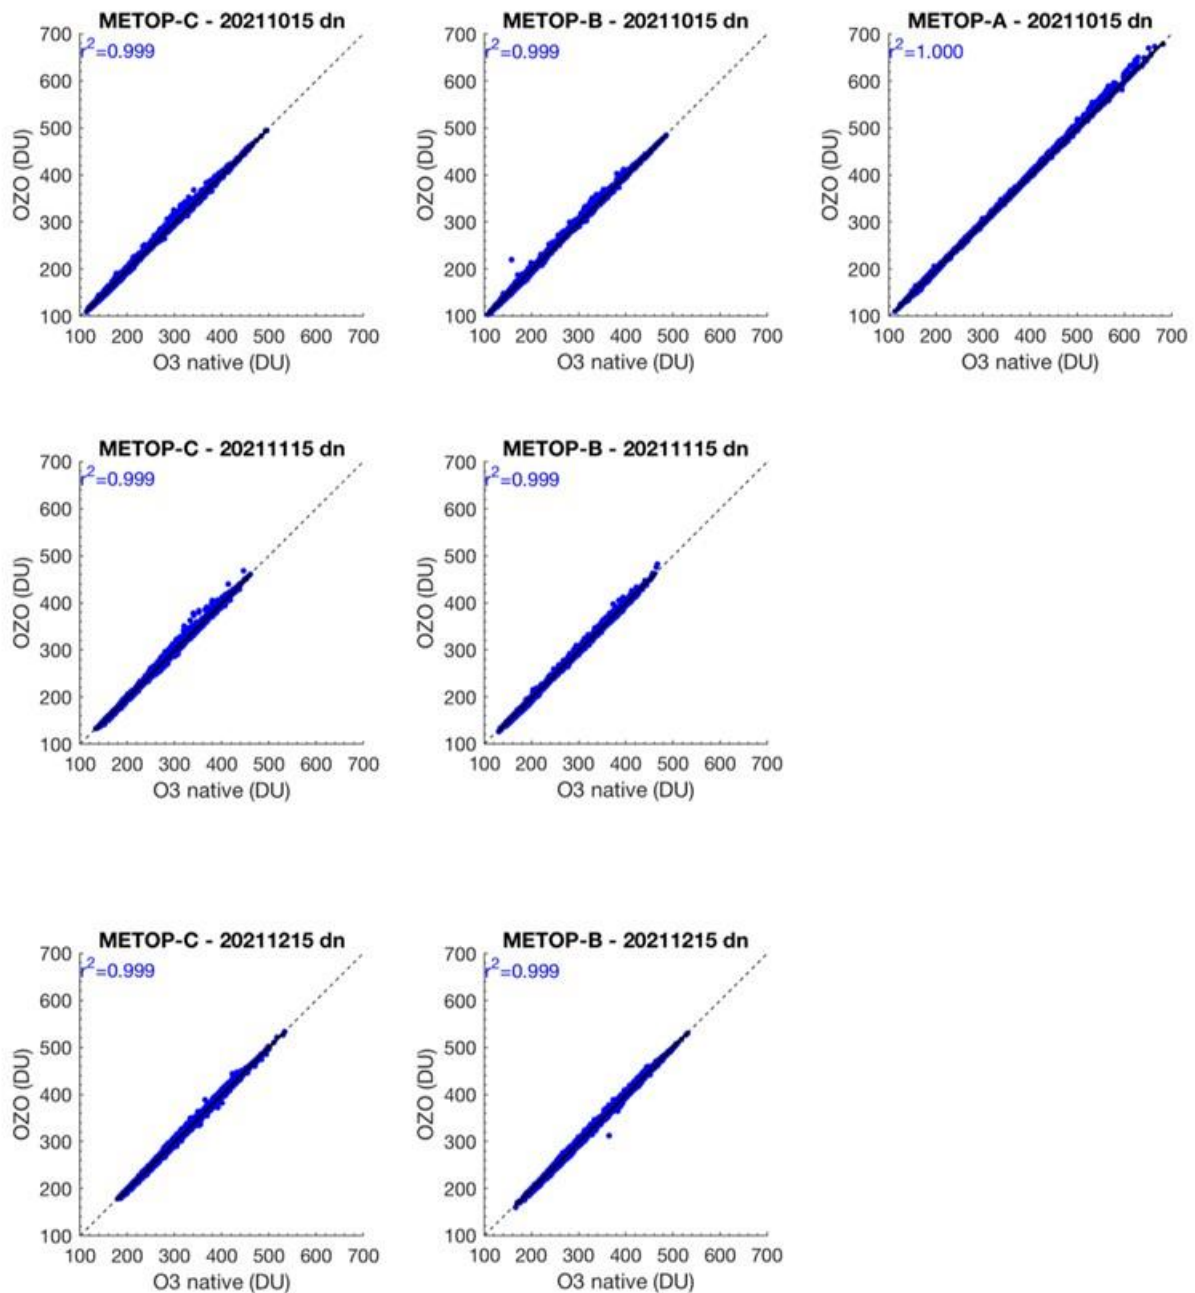 METOP-C - 20211015 dn
r²=0.999
700
600
500
400
300
200
100
OZO (DU)
100 200 300 400 500 600 700
O3 native (DU)
METOP-B - 20211015 dn
r²=0.999
700
600
500
400
300
200
100
OZO (DU)
100 200 300 400 500 600 700
O3 native (DU)
METOP-A - 20211015 dn
r²=1.000
700
600
500
400
300
200
100
OZO (DU)
100 200 300 400 500 600 700
O3 native (DU)
METOP-C - 20211115 dn
r²=0.999
700
600
500
400
300
200
100
OZO (DU)
100 200 300 400 500 600 700
O3 native (DU)
METOP-B - 20211115 dn
r²=0.999
700
600
500
400
300
200
100
OZO (DU)
100 200 300 400 500 600 700
O3 native (DU)
METOP-C - 20211215 dn
r²=0.999
700
600
500
400
300
200
100
OZO (DU)
100 200 300 400 500 600 700
O3 native (DU)
METOP-B - 20211215 dn
r²=0.999
700
600
500
400
300
200
100
OZO (DU)
100 200 300 400 500 600 700
O3 native (DU)